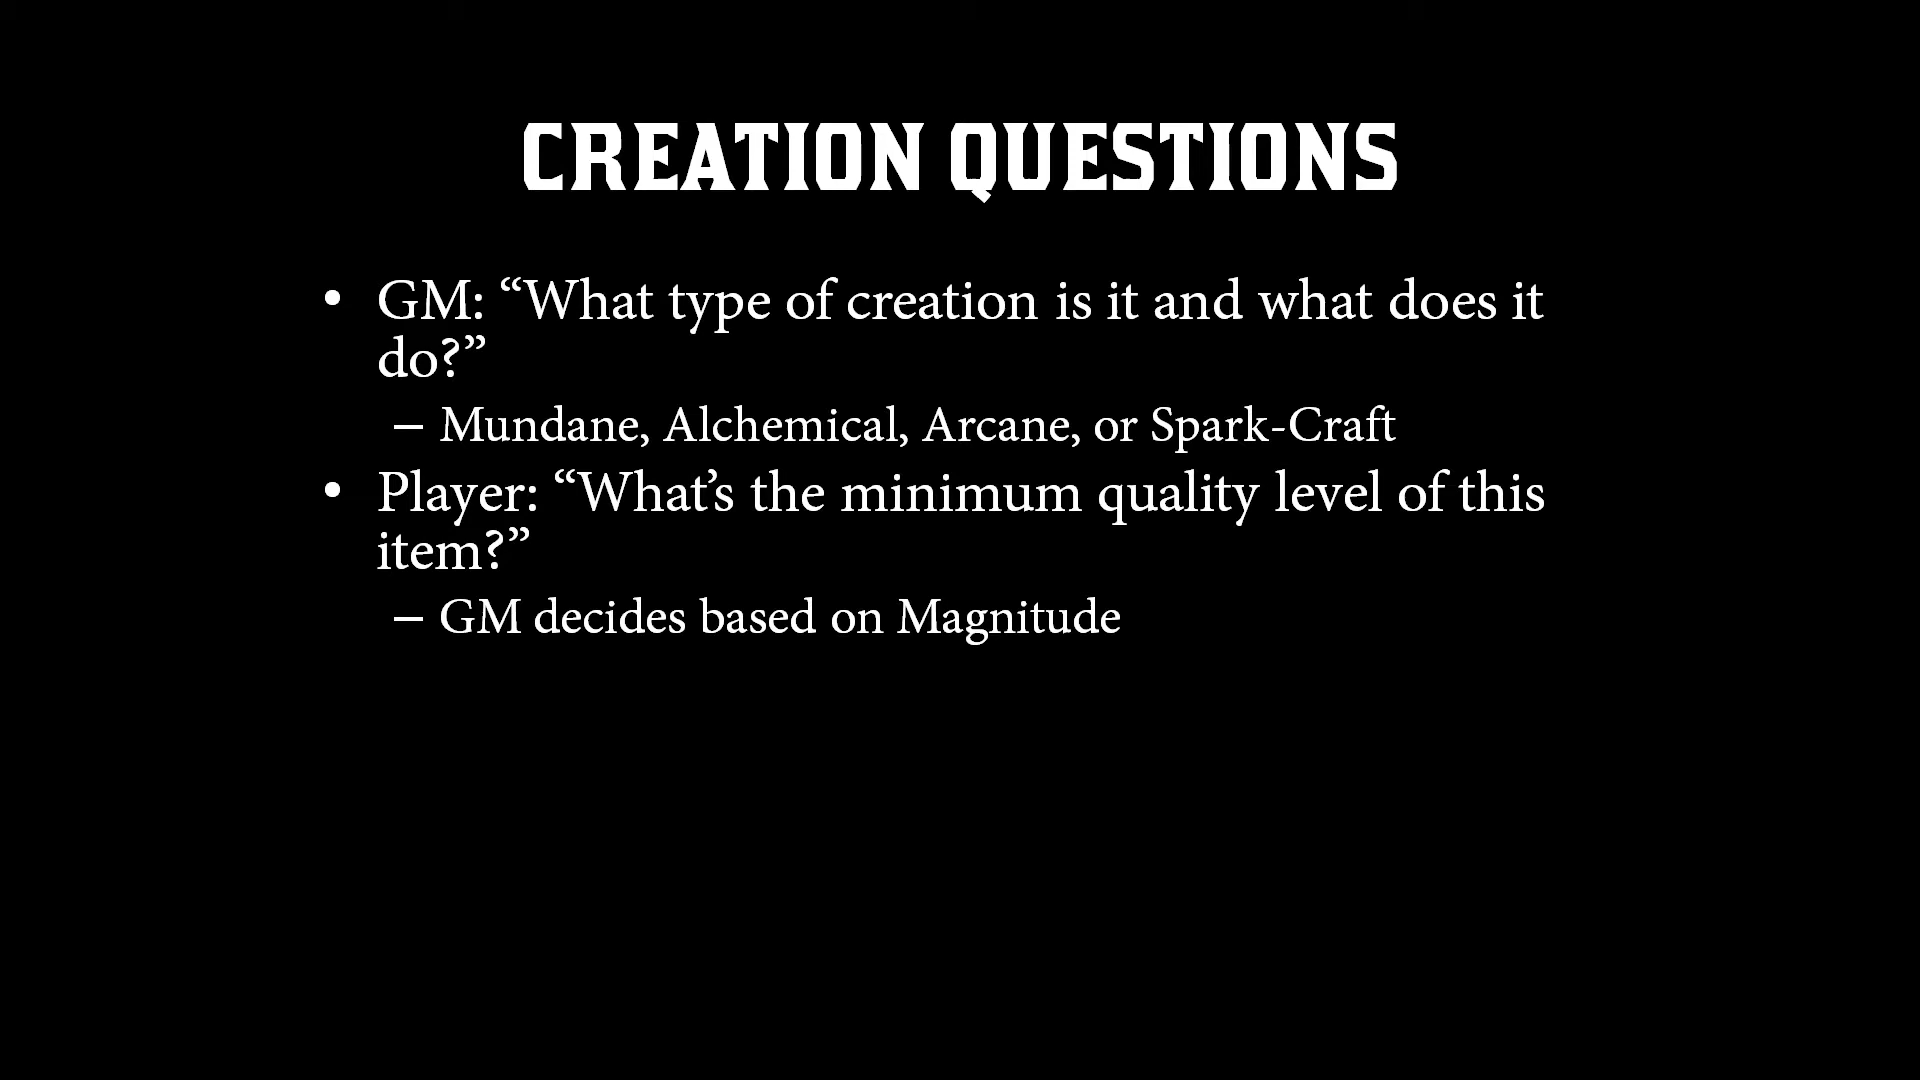 CREATION QUESTIONS
• GM: “What type of creation is it and what does it
do?”
– Mundane, Alchemical, Arcane, or Spark-Craft
• Player: “What’s the minimum quality level of this
item?”
– GM decides based on Magnitude